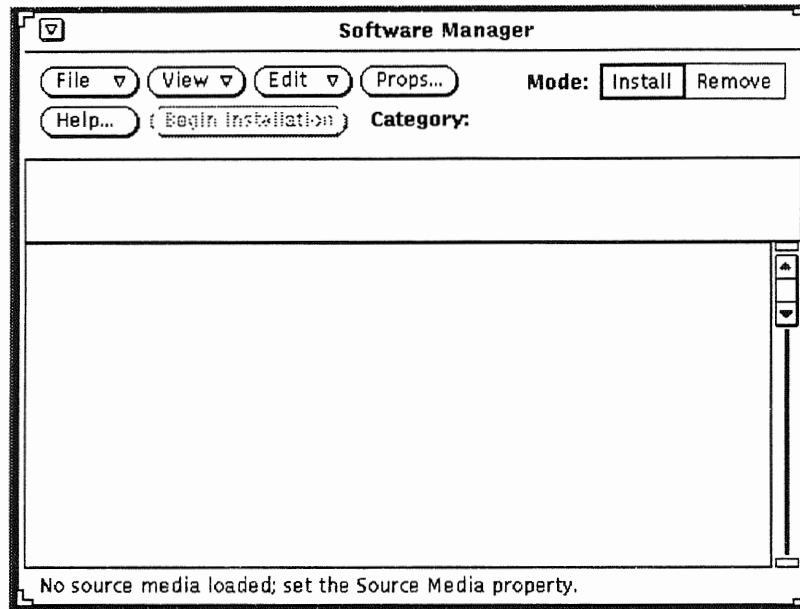 Software Manager
File View Edit Props... Mode: Install Remove
Help... Begin Installation Category:
No source media loaded; set the Source Media property.